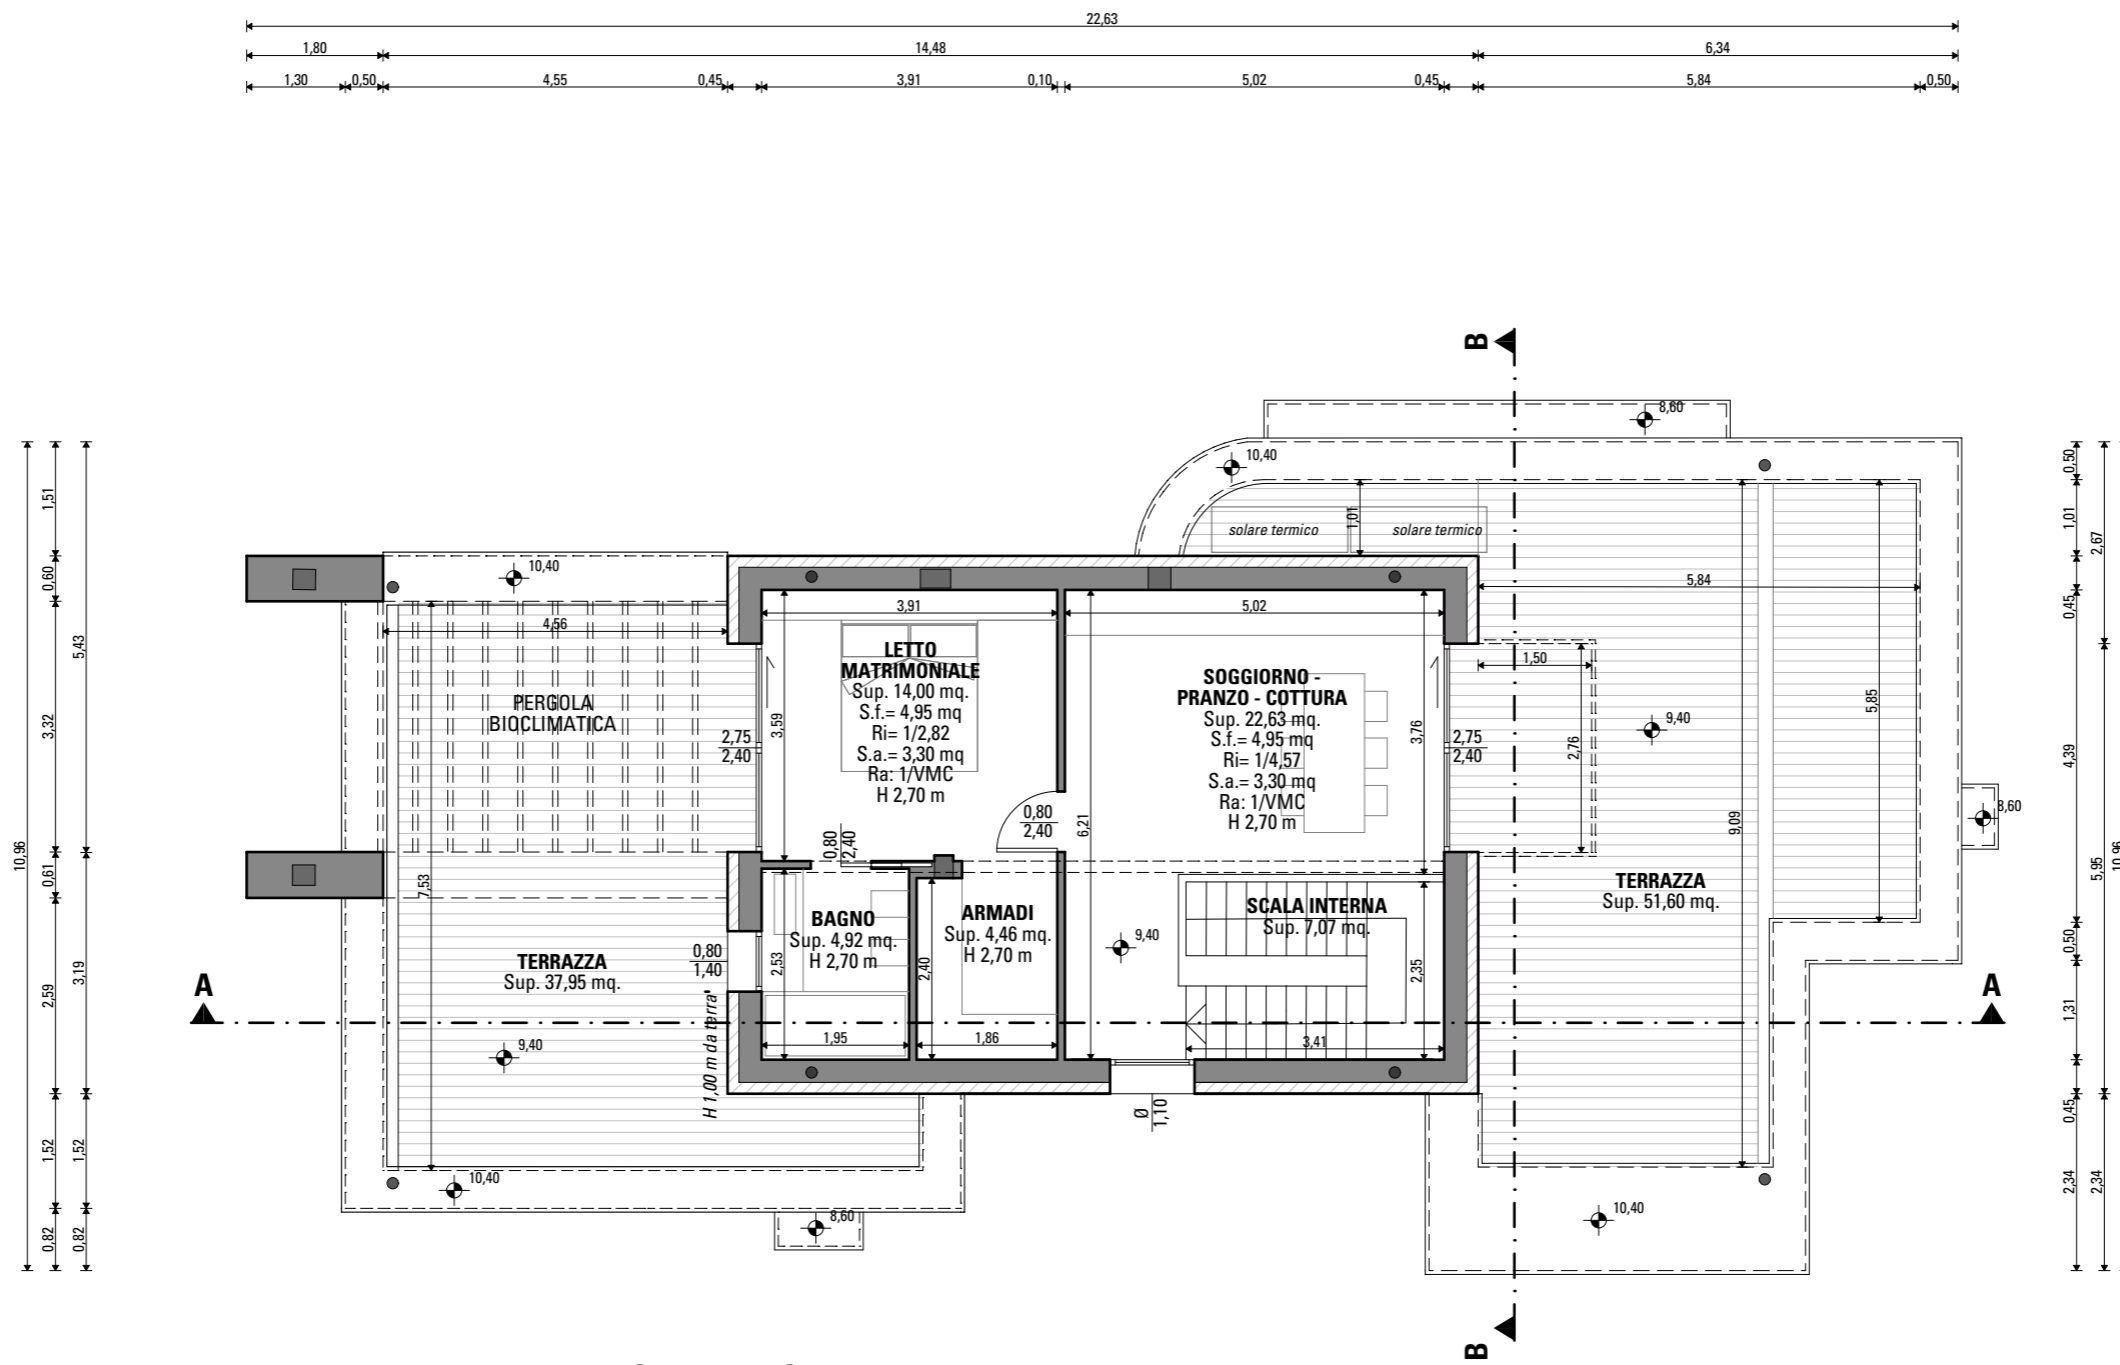 22,63
1,80 14,48 6,34
1,30 0,50 4,55 0,45 3,91 0,10 5,02 0,45 5,84 0,50
B
8,60
10,40
solare termico
solare termico
1,01
10,40
5,84
3,91
5,02
4,56
LETTO
MATRIMONIALE
Sup. 14,00 mq.
S.f.= 4,95 mq
Ri= 1/2,82
S.a.= 3,30 mq
Ra: 1/VMC
H 2,70 m
SOGGIORNO -
PRANZO - COTTURA
Sup. 22,63 mq.
S.f.= 4,95 mq
Ri= 1/4,57
S.a.= 3,30 mq
Ra: 1/VMC
H 2,70 m
PERGOLA
BIOCLIMATICA
2,75
2,40
3,59
3,76
2,75
2,40
1,50
2,76
9,40
5,85
9,09
8,60
0,80
2,40
0,80
2,40
6,21
7,53
TERRAZZA
Sup. 51,60 mq.
BAGNO
Sup. 4,92 mq.
H 2,70 m
ARMADI
Sup. 4,46 mq.
H 2,70 m
SCALA INTERNA
Sup. 7,07 mq.
9,40
TERRAZZA
Sup. 37,95 mq.
0,80
1,40
2,53
2,40
2,35
A
A
H 1,00 m da terra'
1,95
1,86
3,41
9,40
Ø
1,10
10,40
8,60
10,40
B
10,96
1,51
0,60
3,32
0,61
2,59
1,52
0,82
5,43
3,19
1,52
0,82
0,50
1,01
0,45
4,39
0,50
1,31
0,45
2,34
2,67
5,95
2,34
10,96